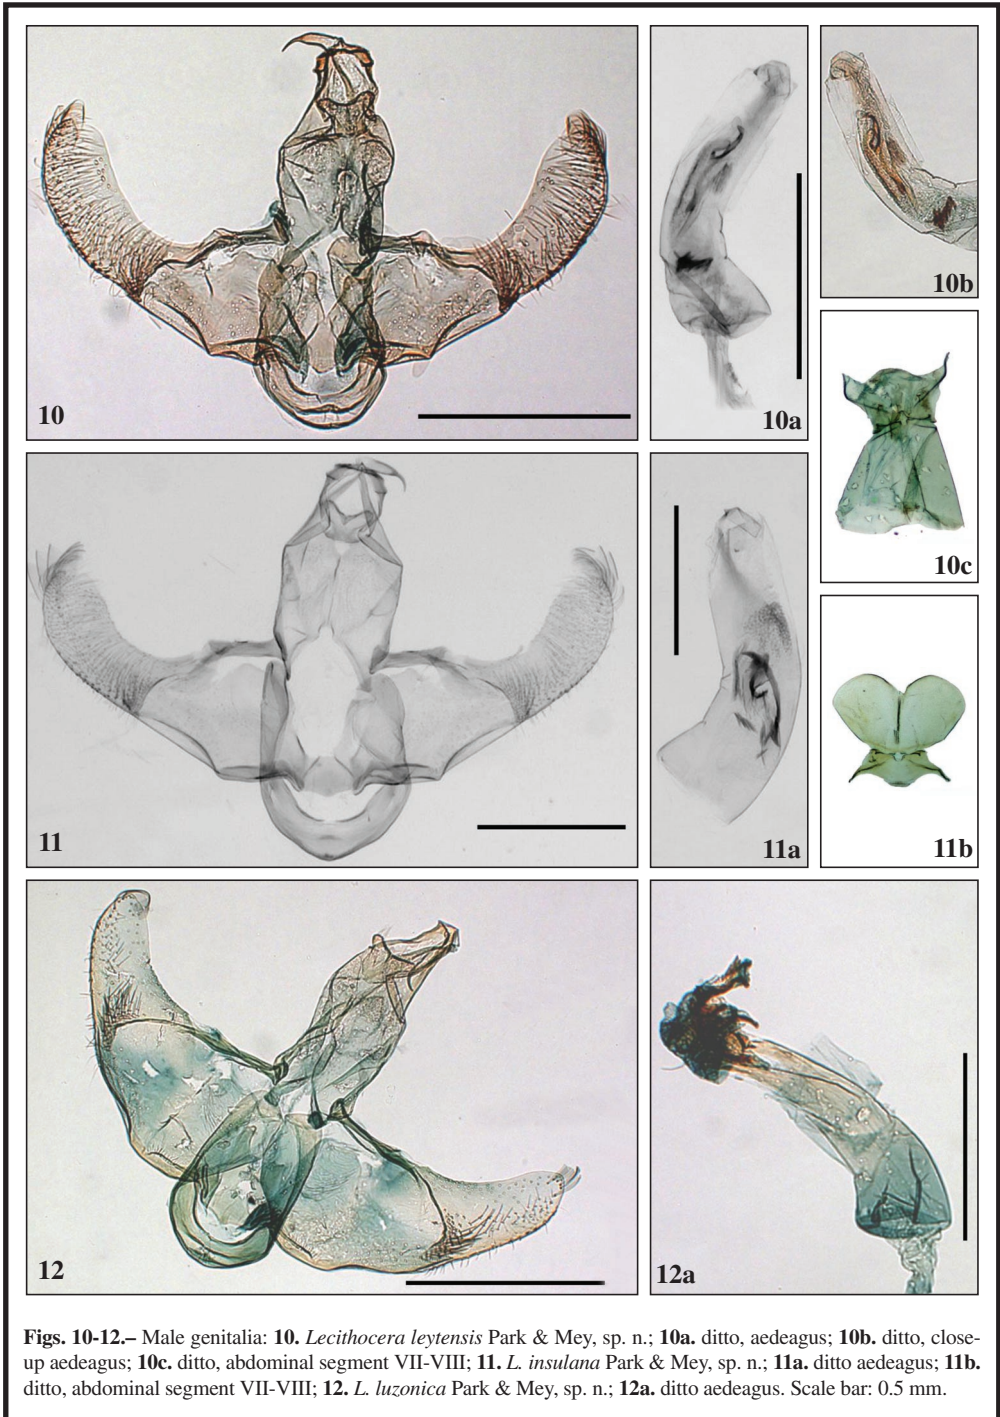 10
10a
10b
10c
11
11a
11b
12
12a
Figs. 10-12.– Male genitalia: 10. Lecithocera leytensis Park & Mey, sp. n.; 10a. ditto, aedeagus; 10b. ditto, close-
up aedeagus; 10c. ditto, abdominal segment VII-VIII; 11. L. insulana Park & Mey, sp. n.; 11a. ditto aedeagus; 11b.
ditto, abdominal segment VII-VIII; 12. L. luzonica Park & Mey, sp. n.; 12a. ditto aedeagus. Scale bar: 0.5 mm.